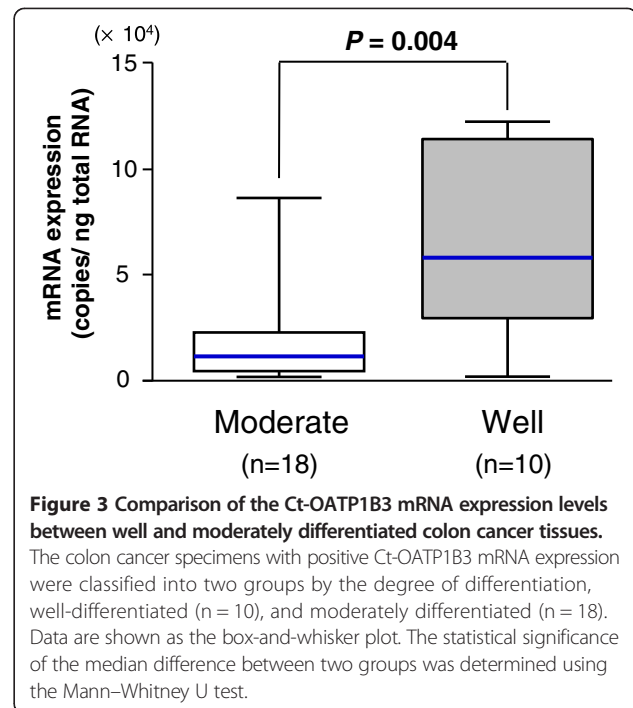 (× 10⁴)
P = 0.004
15
10
5
0
mRNA expression
(copies/ ng total RNA)
Moderate
Well
(n=18)
(n=10)
Figure 3 Comparison of the Ct-OATP1B3 mRNA expression levels
between well and moderately differentiated colon cancer tissues.
The colon cancer specimens with positive Ct-OATP1B3 mRNA expression
were classified into two groups by the degree of differentiation,
well-differentiated (n = 10), and moderately differentiated (n = 18).
Data are shown as the box-and-whisker plot. The statistical significance
of the median difference between two groups was determined using
the Mann–Whitney U test.